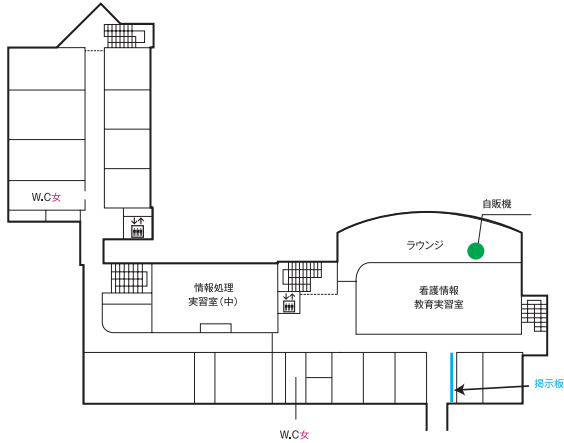 W.C女
自販機
ラウンジ
情報処理
実習室(中)
看護情報
教育実習室
掲示板
W.C女